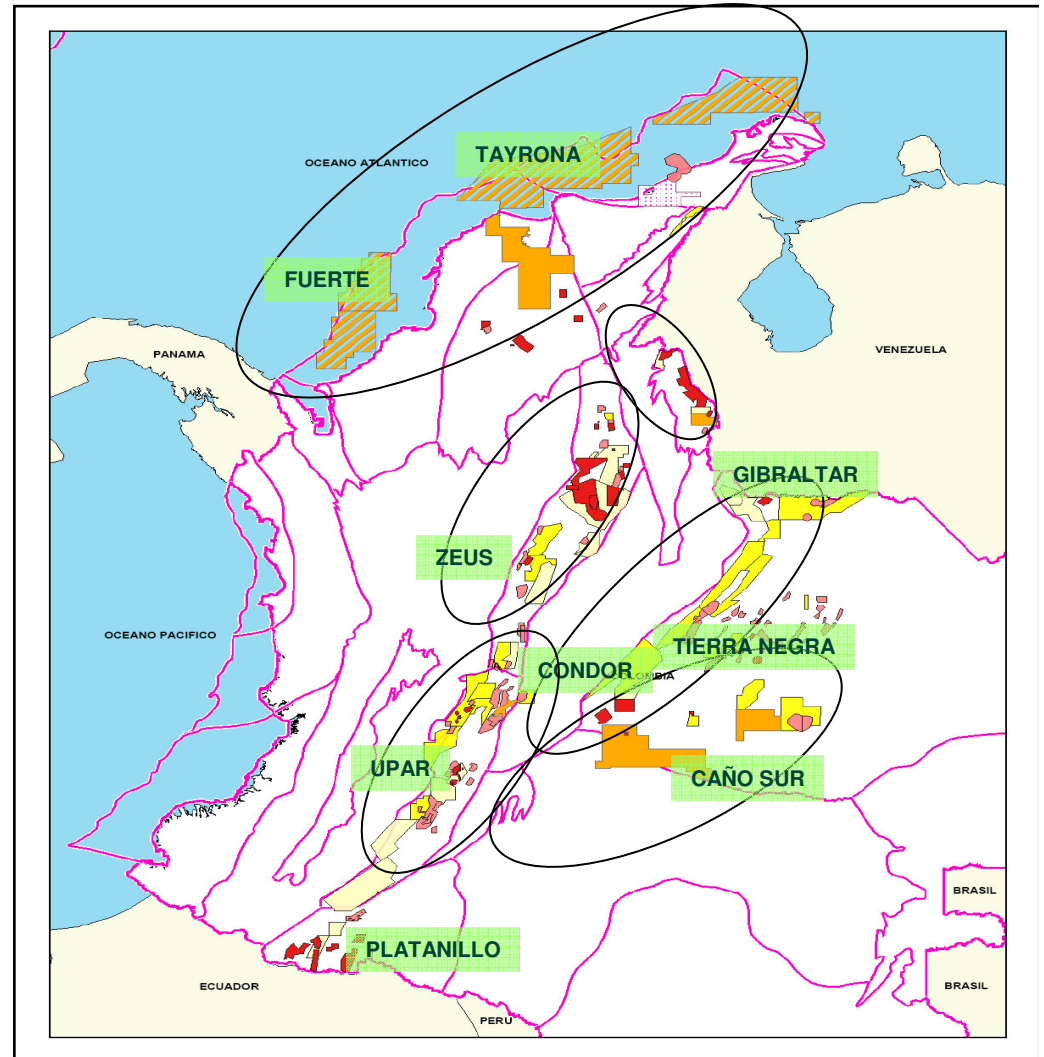 TAYRONA
OCEANO ATLANTICO
FUERTE
PANAMA
VENEZUELA
GIBRALTAR
ZEUS
OCEANO PACIFICO
TIERRA NEGRA
CONDOR
OLOMBIA
UPAR
CAÑO SUR
BRASIL
PLATANILLO
ECUADOR
BRASIL
PERU